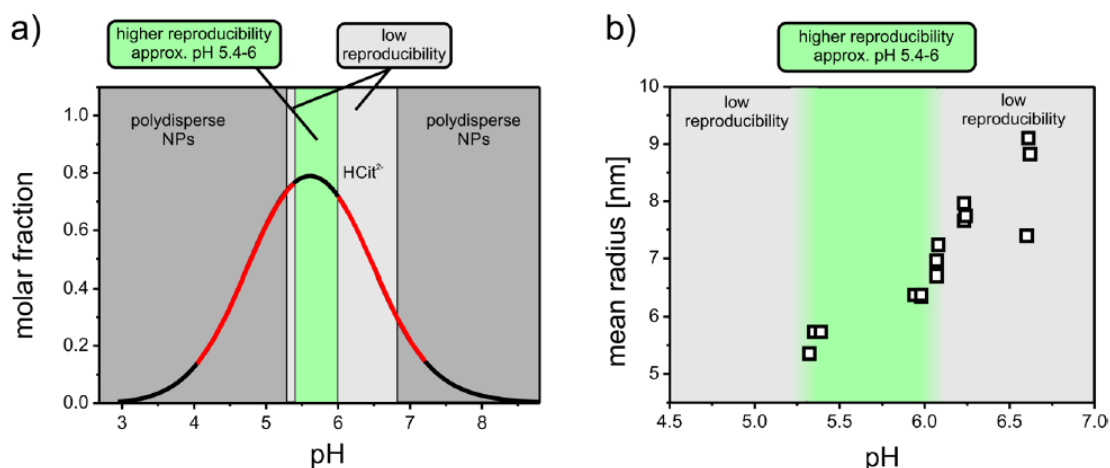 a)
higher reproducibility
approx. pH 5.4-6
low
reproducibility
polydisperse
NPs
polydisperse
NPs
HCit²⁻
molar fraction
1.0
0.8
0.6
0.4
0.2
0.0
3
4
5
6
7
8
pH
b)
higher reproducibility
approx. pH 5.4-6
low
reproducibility
low
reproducibility
mean radius [nm]
10
9
8
7
6
5
4.5
5.0
5.5
6.0
6.5
7.0
pH